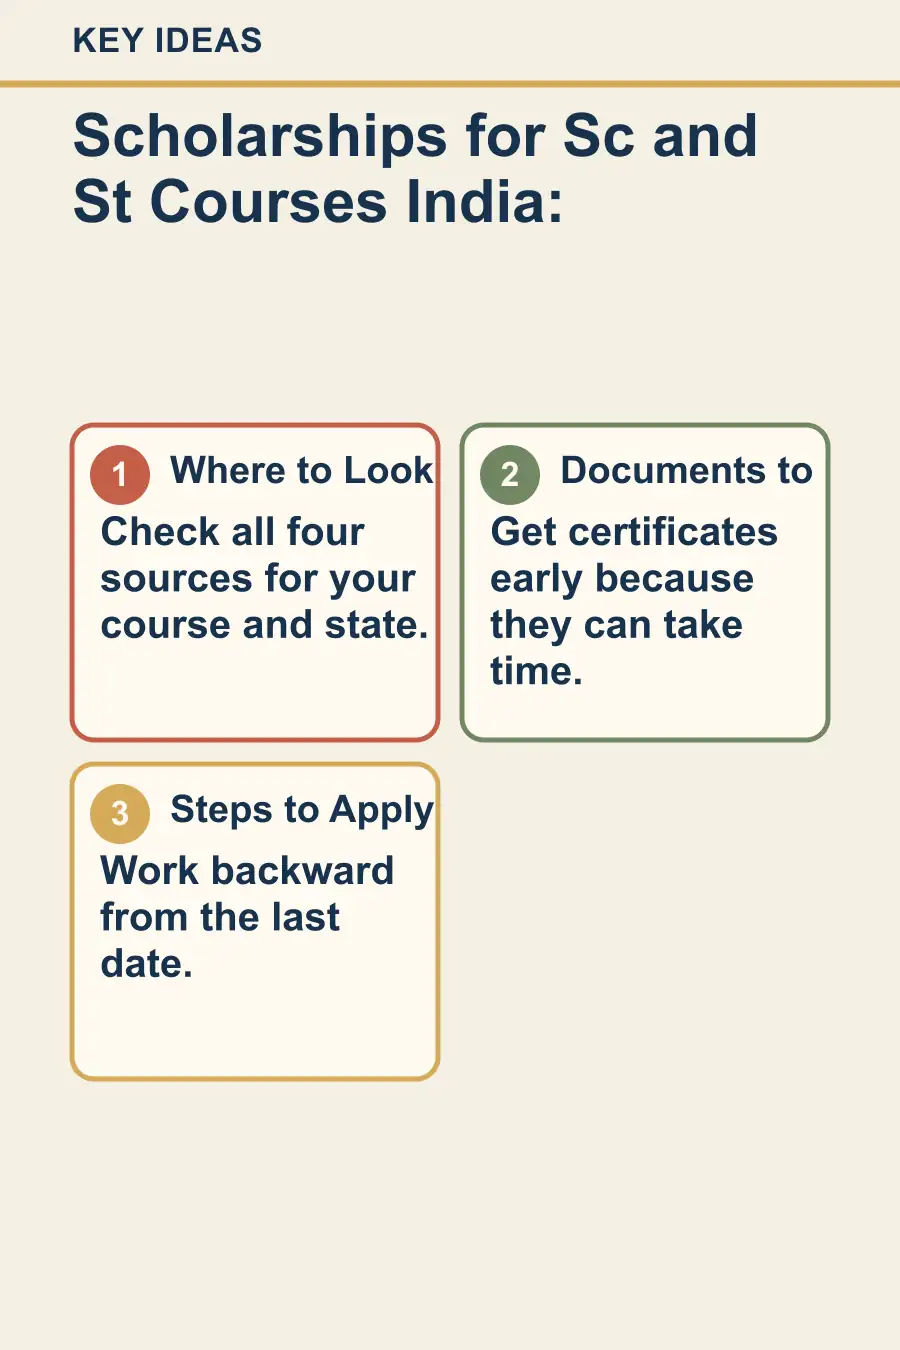 KEY IDEAS
Scholarships for Sc and
St Courses India:
1 Where to Look
Check all four
sources for your
course and state.
2 Documents to
Get certificates
early because
they can take
time.
3 Steps to Apply
Work backward
from the last
date.